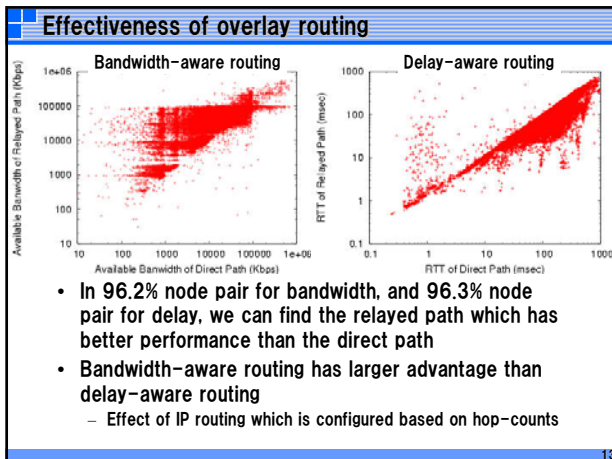 Effectiveness of overlay routing
Bandwidth-aware routing
Available Banwidth of Relayed Path (Kbps)
1e+06
100000
10000
1000
100
10
10 100 1000 10000 100000 1e+06
Available Banwidth of Direct Path (Kbps)
Delay-aware routing
RTT of Relayed Path (msec)
1000
100
10
1
0.1
0.1 1 10 100 1000
RTT of Direct Path (msec)
• In 96.2% node pair for bandwidth, and 96.3% node
pair for delay, we can find the relayed path which has
better performance than the direct path
• Bandwidth-aware routing has larger advantage than
delay-aware routing
– Effect of IP routing which is configured based on hop-counts